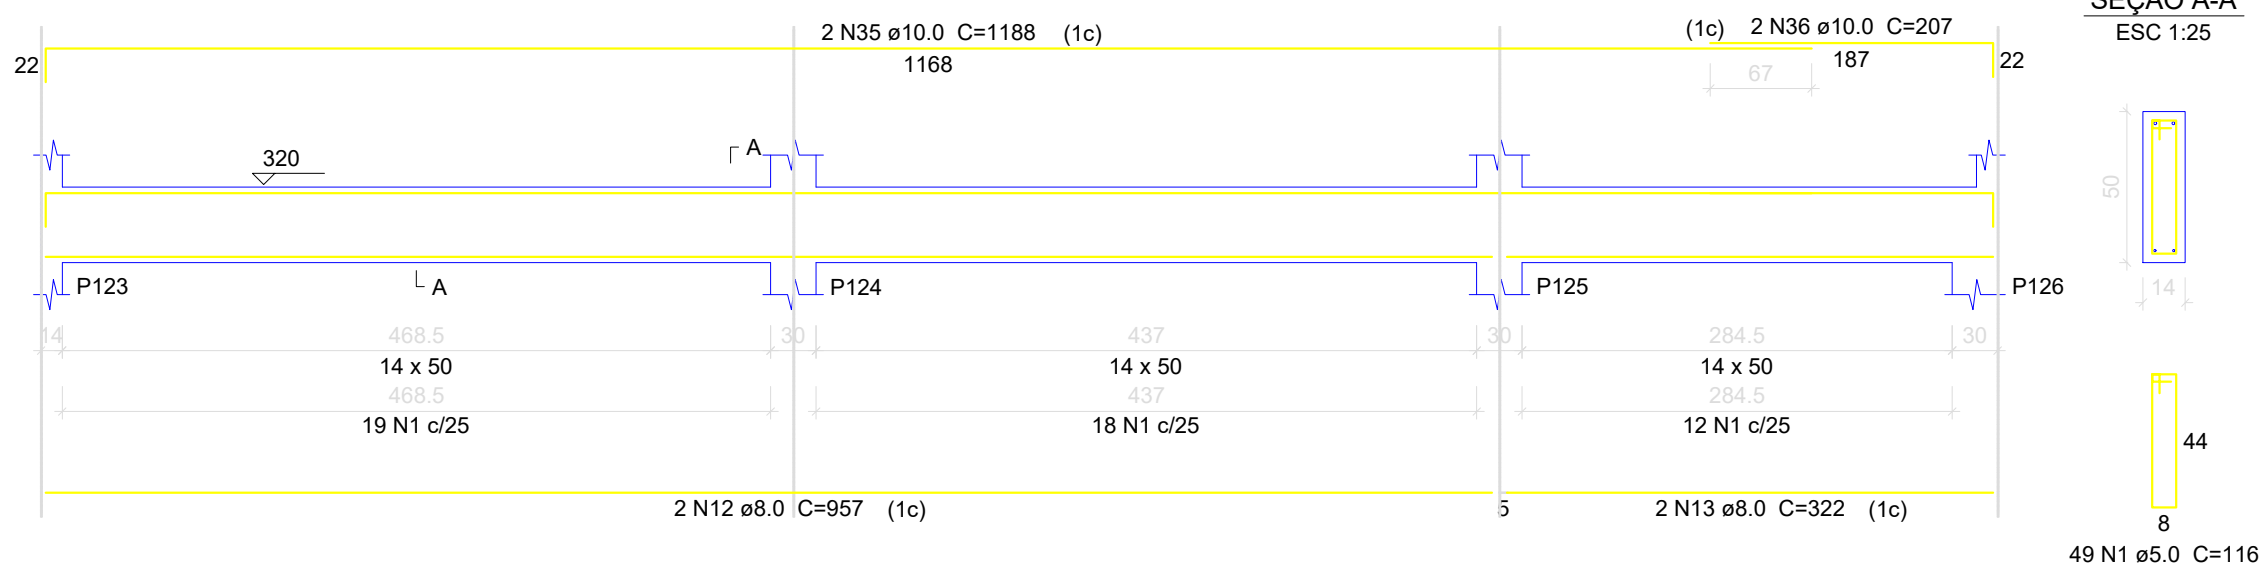 2 N35 ø10.0 C=1188 (1c)
(1c) 2 N36 ø10.0 C=207
SEÇÃO A-A
ESC 1:25
22
1168
187
22
67
A
320
50
P123
A
P124
P125
P126
14
14
468.5
30
437
30
284.5
30
14 x 50
14 x 50
14 x 50
468.5
437
284.5
19 N1 c/25
18 N1 c/25
12 N1 c/25
44
2 N12 ø8.0 C=957 (1c)
5
2 N13 ø8.0 C=322 (1c)
8
49 N1 ø5.0 C=116